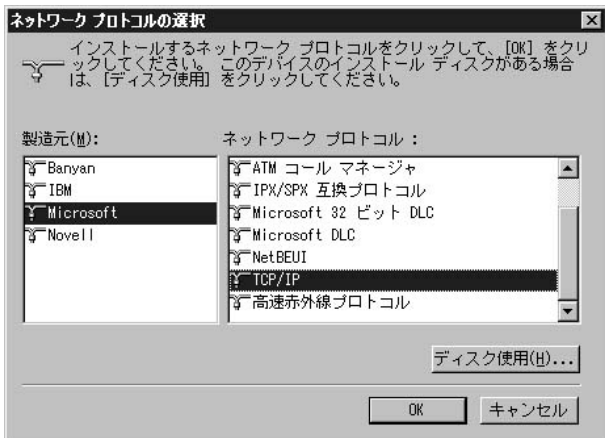 ネットワーク プロトコルの選択
インストールするネットワーク プロトコルをクリックして、[OK] をクリ
ックしてください。 このデバイスのインストール ディスクがある場合
は、[ディスク使用] をクリックしてください。
製造元(M):
ネットワーク プロトコル :
Banyan
IBM
Microsoft
Novell
ATM コール マネージャ
IPX/SPX 互換プロトコル
Microsoft 32 ビット DLC
Microsoft DLC
NetBEUI
TCP/IP
高速赤外線プロトコル
ディスク使用(H)...
OK
キャンセル